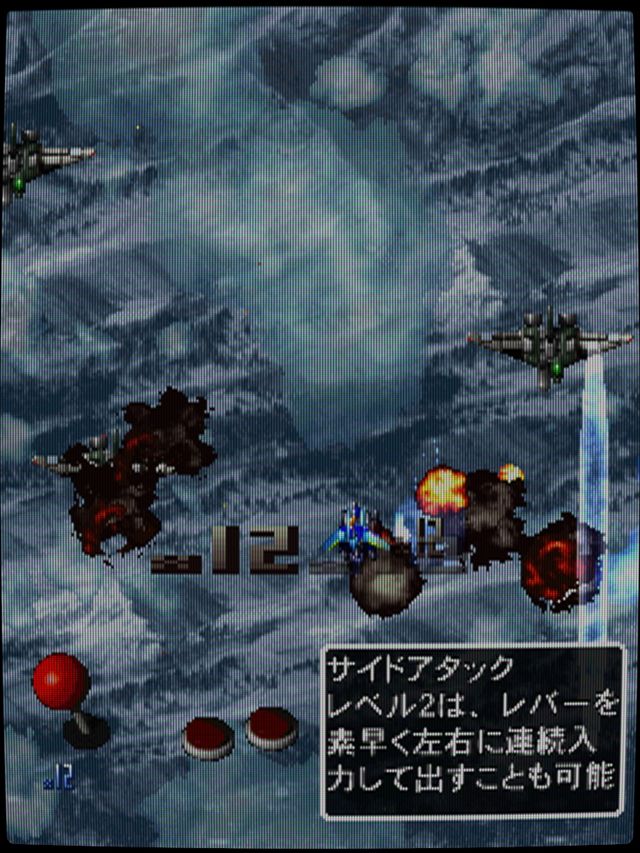 ×12
サイドアタック
レベル2は、レバーを
素早く左右に連続入
力して出すことも可能
×12